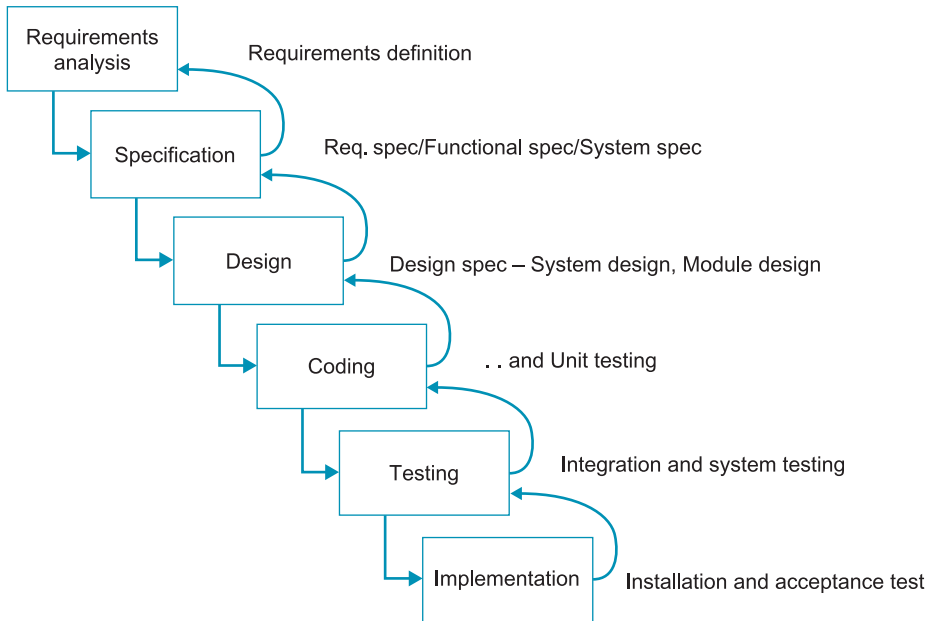 Requirements
analysis
Requirements definition
Specification
Req. spec/Functional spec/System spec
Design
Design spec – System design, Module design
Coding
. . and Unit testing
Testing
Integration and system testing
Implementation
Installation and acceptance test